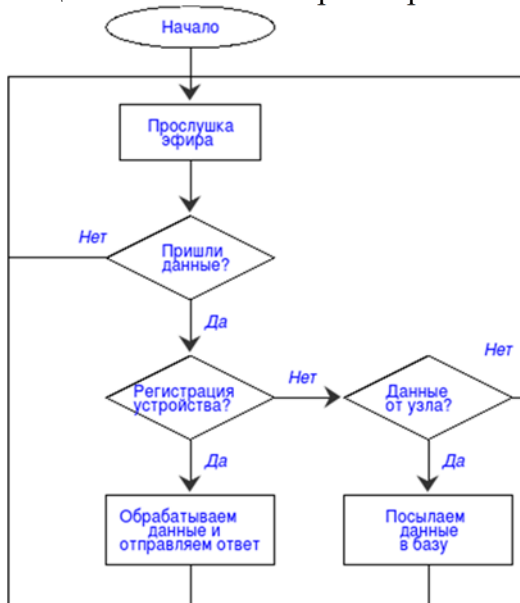 Начало
Прослушка
эфира
Нет
Пришли
данные?
Да
Регистрация
устройства?
Нет
Данные
от узла?
Нет
Да
Да
Обрабатываем
данные и
отправляем ответ
Посылаем
данные
в базу